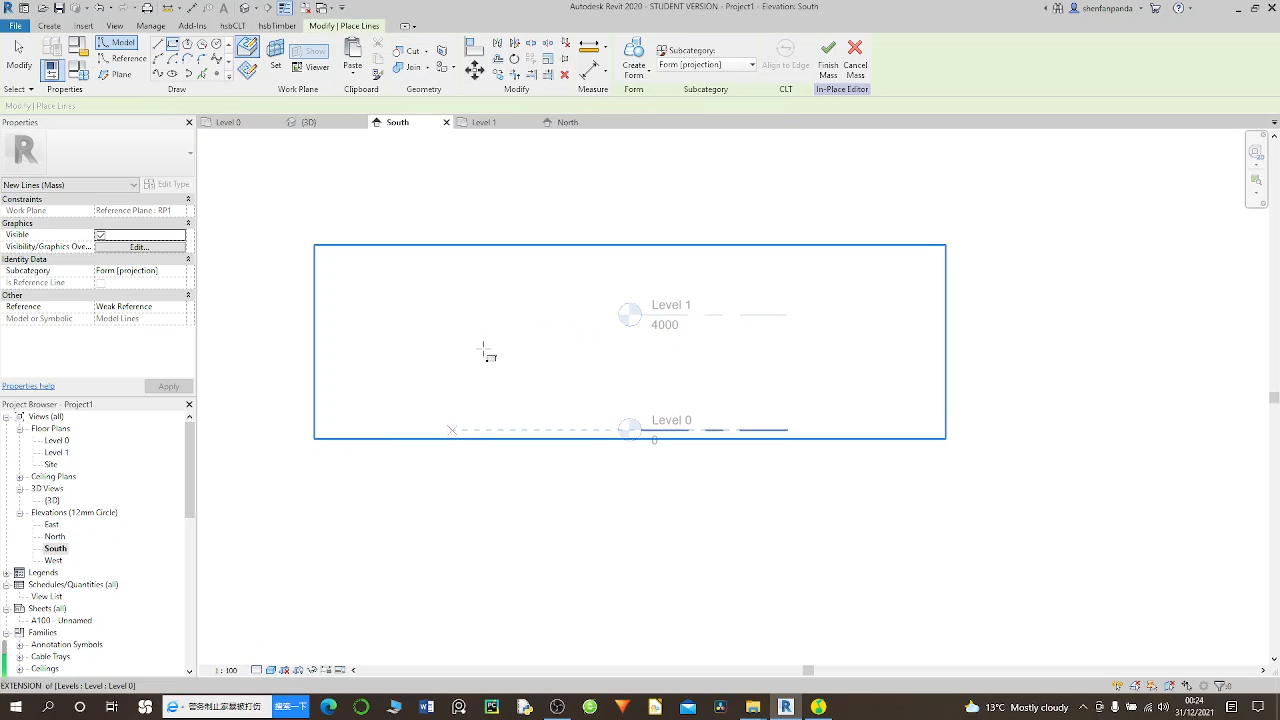 Autodesk Revit 2020 - STUDENT VERSION - Project1 - Elevation: South
shenfanpanda
File Manage Add-Ins hsbCLT hsbTimber Modify | Place Lines
Modify
Model
Reference
Plane
Show
Viewer
Paste
Cut
Join
Create
Form
Subcategory:
Form [projection]
Align to Edge
Finish
Mass
Cancel
Mass
Select Properties Draw Work Plane Clipboard Geometry Modify Measure Form Subcategory CLT In-Place Editor
Modify | Place Lines
Properties
Level 0
(3D)
South
Level 1
North
New Lines (Mass) Edit Type
Constraints
Work Plane Reference Plane : RP1
Graphics
Visible
Visibility/Graphics Ove... Edit...
Identity Data
Subcategory Form [projection]
Is Reference Line
Other
Reference Weak Reference
Model or Symbolic Model Lines
Properties help Apply
Level 1
4000
Level 0
0
Project Browser - Project1
Views (all)
Floor Plans
Level 0
Level 1
Site
Ceiling Plans
3D Views
{3D}
Elevations (12mm Circle)
East
North
South
West
Legends
Schedules/Quantities (all)
View List
Sheets (all)
A100 - Unnamed
Families
Annotation Symbols
Cable Trays
Ceilings
1 : 100
EXTENSION of [Levels : Level : Level 0]
:0
13°C Mostly cloudy
00:24
31/12/2021